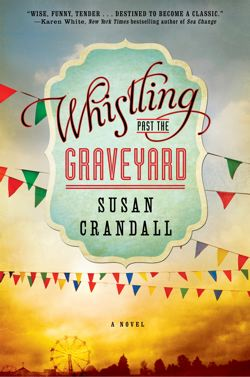 "WISE, FUNNY, TENDER . . . DESTINED TO BECOME A CLASSIC."
—Karen White, New York Times bestselling author of Sea Change
Whistling
PAST THE
GRAVEYARD
SUSAN
CRANDALL
A NOVEL